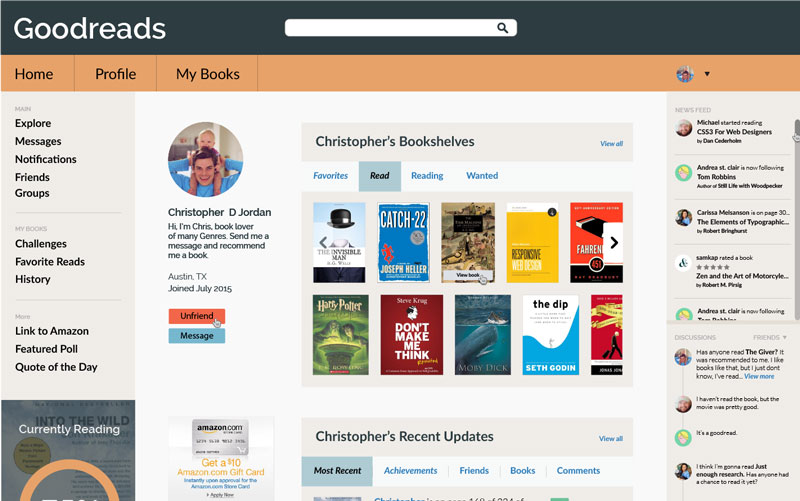 Goodreads
Home
Profile
My Books
MAIN
Explore
Messages
Notifications
Friends
Groups
MY BOOKS
Challenges
Favorite Reads
History
More
Link to Amazon
Featured Poll
Quote of the Day
INTO THE WILD
Currently Reading
Christopher D Jordan
Hi, I'm Chris, book lover
of many Genres. Send me a
message and recommend
me a book.
Austin, TX
Joined July 2015
Unfriend
Message
amazon.com
Get a $10
Amazon.com Gift Card
Instantly upon approval for
the Amazon.com Store Card
Apply Now
Christopher's Bookshelves
View all
Favorites
Read
Reading
Wanted
THE INVISIBLE
MAN
H.G. WELLS
CATCH-22
JOSEPH HELLER
View book
RESPONSIVE
WEB DESIGN
FAHREN
451
RAY BRADBURY
Harry Potter
J.K. ROWLING
Steve Krug
DON'T
MAKE ME
THINK
MOBY DICK
the dip
SETH GODIN
JONAS JONAS
Christopher's Recent Updates
View all
Most Recent
Achievements
Friends
Books
Comments
NEWS FEED
Michael started reading
CSS3 For Web Designers
by Dan Cederholm
Andrea st. clair is now following
Tom Robbins
Author of Still Life with Woodpecker
Carissa Melsanson is on page 30...
The Elements of Typographic...
by Robert Bringhurst
&
samkap rated a book
Zen and the Art of Motorcyle...
by Robert M. Pirsig
Andrea st. clair is now following
DISCUSSIONS
FRIENDS
Has anyone read The Giver? It
was recommended to me. I like
books like that, but I just dont
know, I've read... View more
I haven't read the book, but the
movie was pretty good.
It's a goodread.
I think I'm gonna read Just
enough research. Has anyone
had a chance to read it yet?